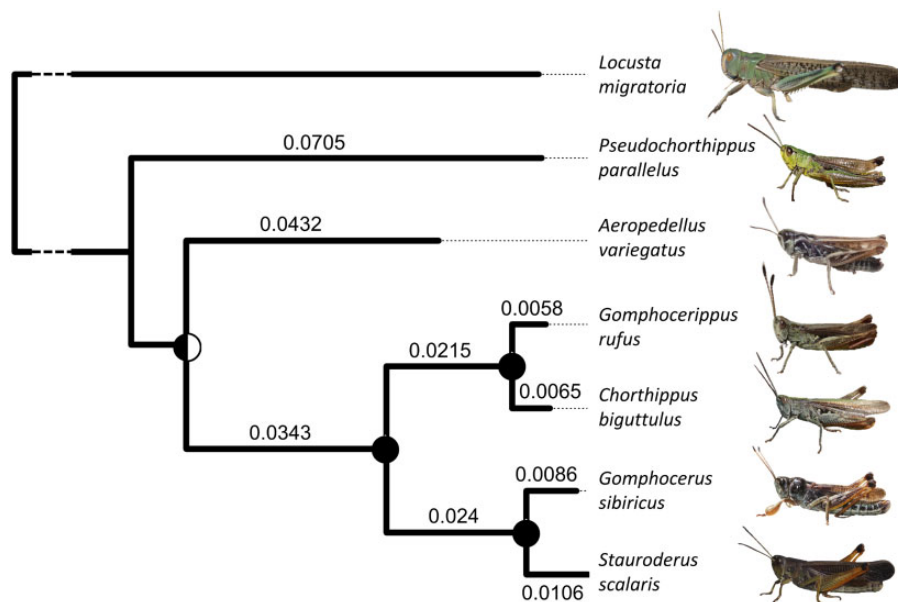 Locusta
migratoria
0.0705
Pseudochorthippus
parallelus
0.0432
Aeropedellus
variegatus
0.0058
Gomphocerippus
rufus
0.0215
0.0065
Chorthippus
biguttulus
0.0343
0.0086
Gomphocerus
sibiricus
0.024
Stauroderus
scalaris
0.0106